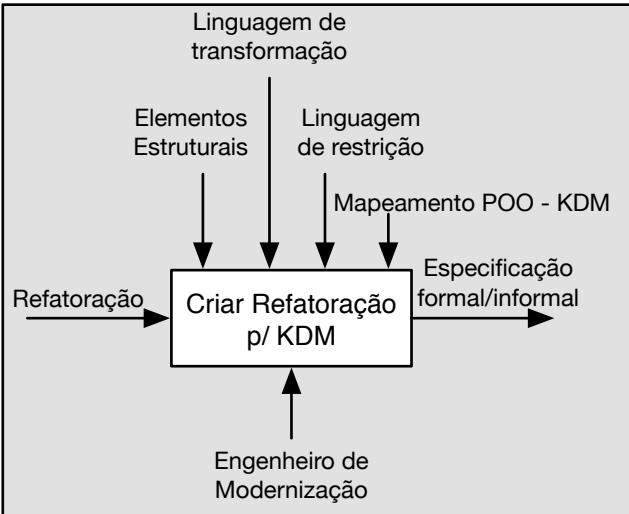 Linguagem de
transformação
Elementos
Estruturais
Linguagem
de restrição
Mapeamento POO - KDM
Refatoração
Criar Refatoração
p/ KDM
Especificação
formal/informal
Engenheiro de
Modernização